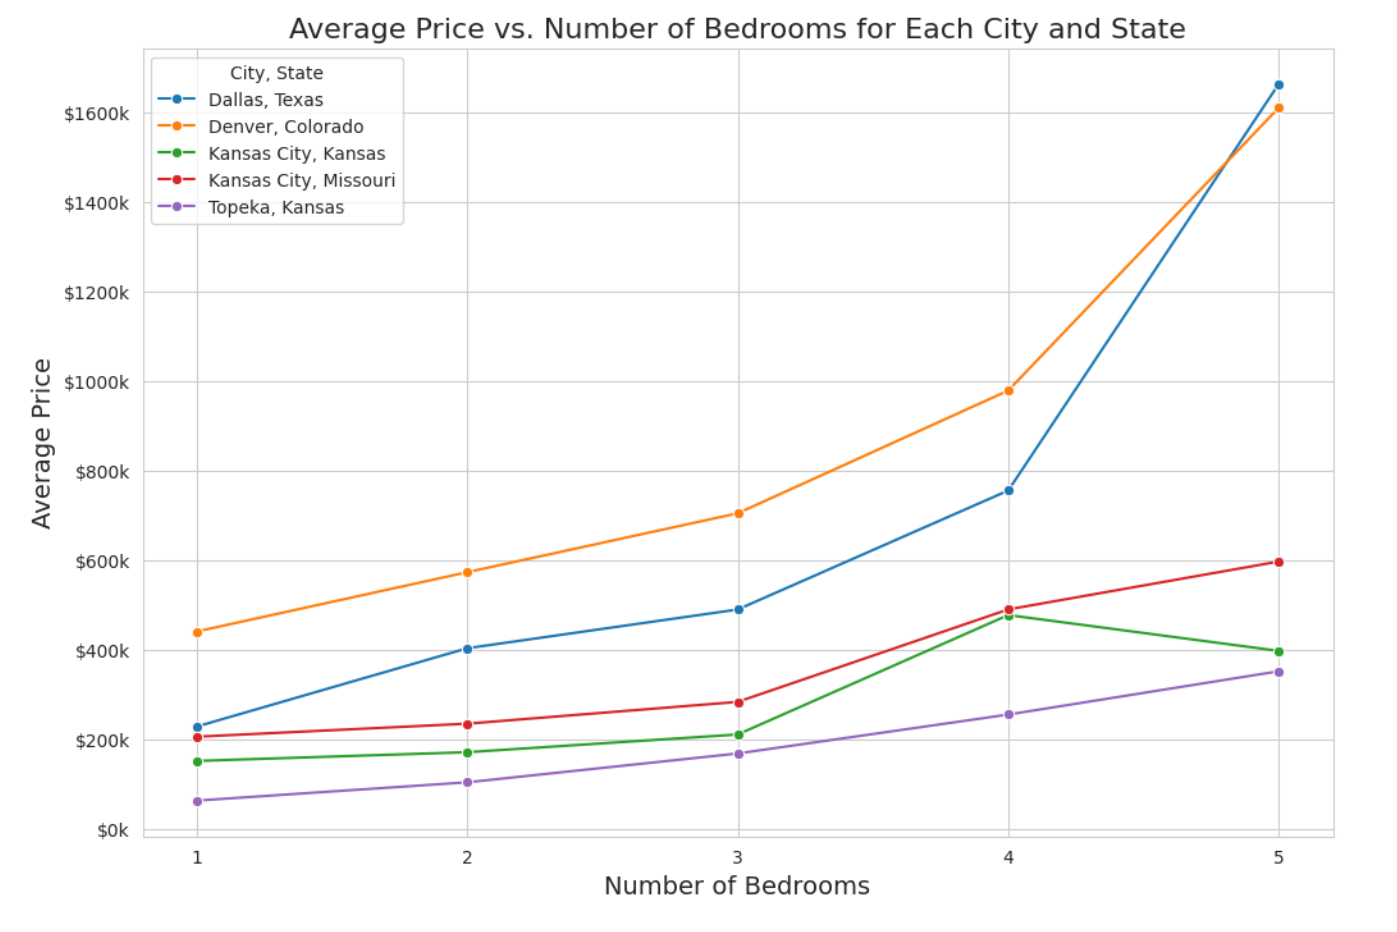 Average Price vs. Number of Bedrooms for Each City and State
City, State
Dallas, Texas
Denver, Colorado
Kansas City, Kansas
Kansas City, Missouri
Topeka, Kansas
$1600k
$1400k
$1200k
$1000k
$800k
$600k
$400k
$200k
$0k
Average Price
1 2 3 4 5
Number of Bedrooms